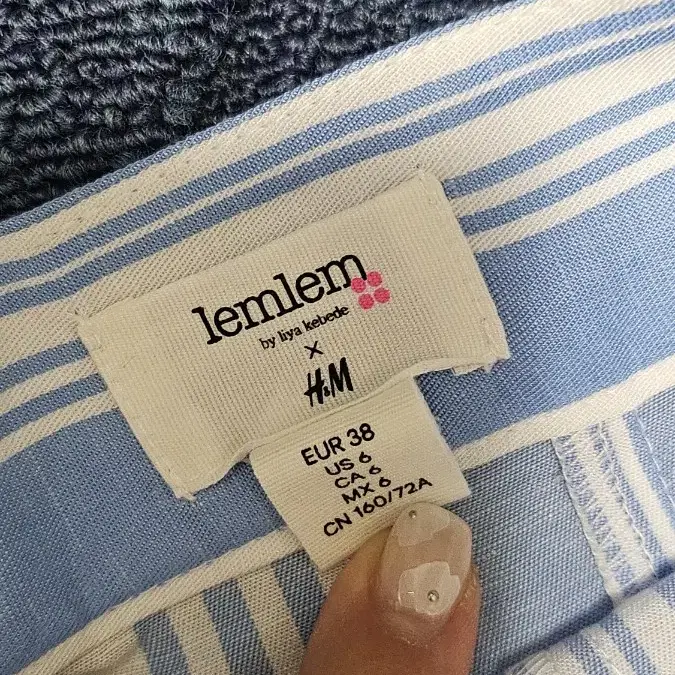 lemlem
by liya kebede
x
H&M
EUR 38
US 6
CA 6
MX 6
CN 160/72A